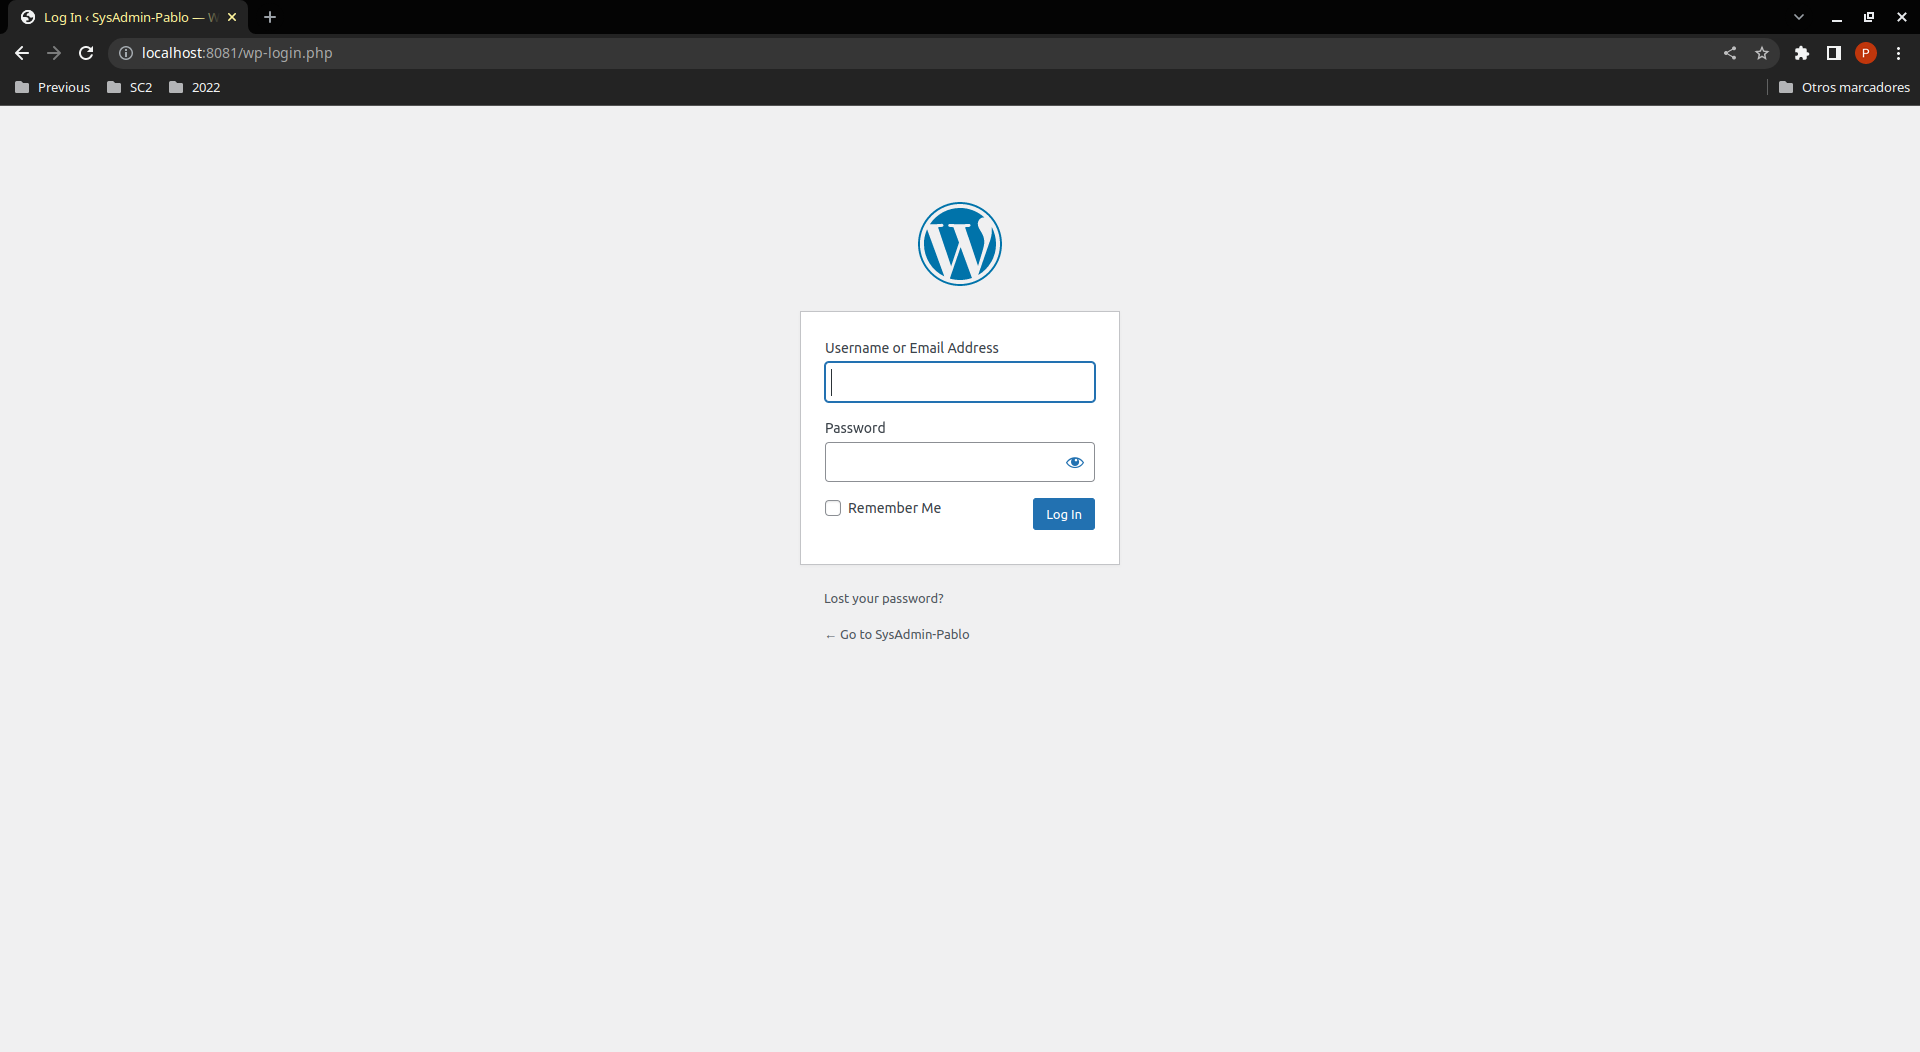 Log In ‹ SysAdmin-Pablo — W
localhost:8081/wp-login.php
P
Previous SC2 2022 Otros marcadores
Username or Email Address
Password
Remember Me Log In
Lost your password?
← Go to SysAdmin-Pablo